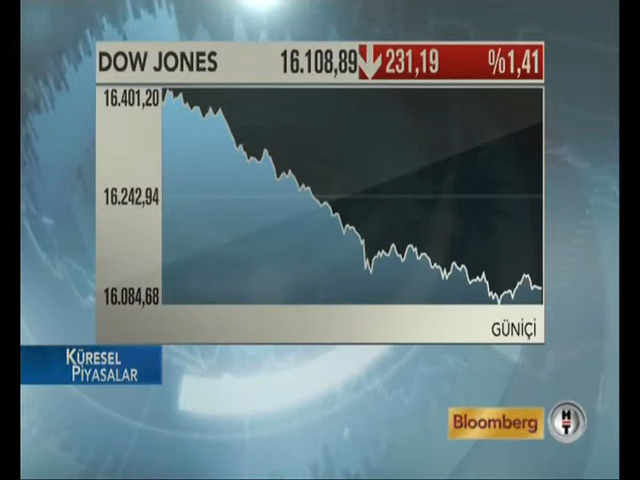 DOW JONES 16.108,89 231,19 %1,41
16.401,20
16.242,94
16.084,68
GÜNİÇİ
KÜRESEL
PİYASALAR
Bloomberg HT